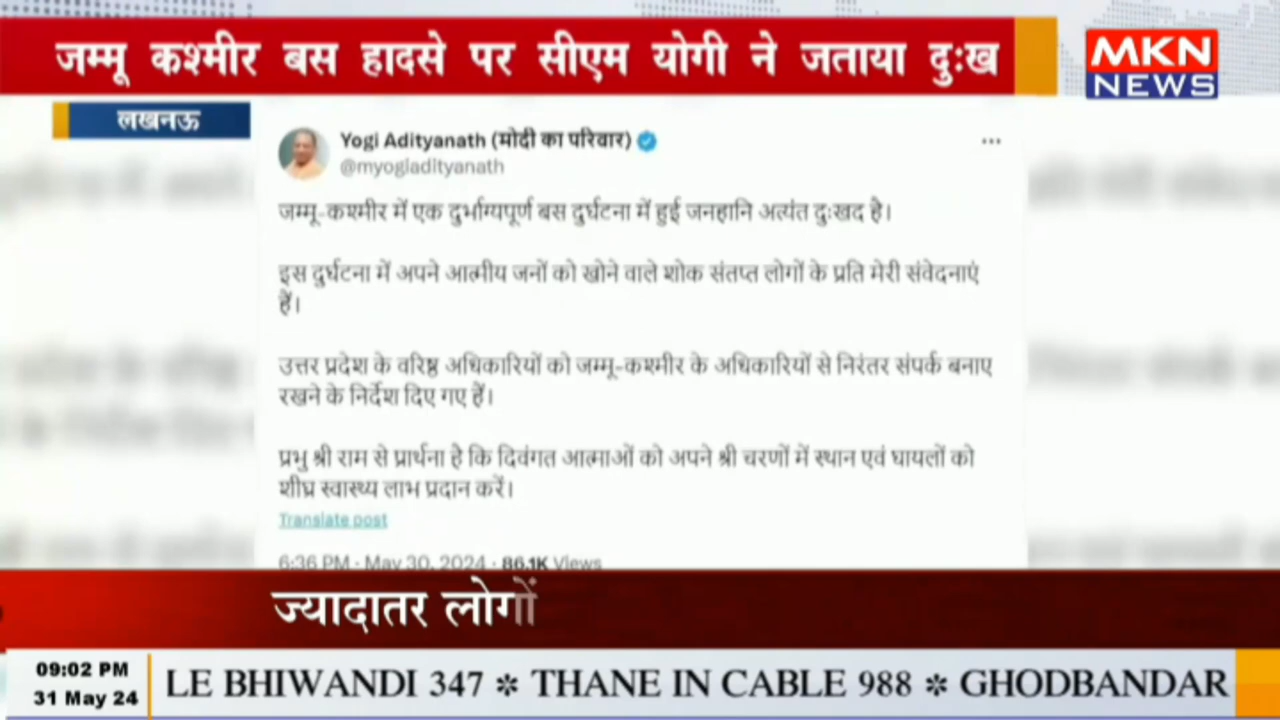 जम्मू कश्मीर बस हादसे पर सीएम योगी ने जताया दुःख
MKN
NEWS
लखनऊ
Yogi Adityanath (मोदी का परिवार)
@myogiadityanath
जम्मू-कश्मीर में एक दुर्भाग्यपूर्ण बस दुर्घटना में हुई जनहानि अत्यंत दुःखद है।
इस दुर्घटना में अपने आत्मीय जनों को खोने वाले शोक संतप्त लोगों के प्रति मेरी संवेदनाएं
हैं।
उत्तर प्रदेश के वरिष्ठ अधिकारियों को जम्मू-कश्मीर के अधिकारियों से निरंतर संपर्क बनाए
रखने के निर्देश दिए गए हैं।
प्रभु श्री राम से प्रार्थना है कि दिवंगत आत्माओं को अपने श्री चरणों में स्थान एवं घायलों को
शीघ्र स्वास्थ्य लाभ प्रदान करें।
Translate post
6:36 PM · May 30, 2024 · 86.1K Views
ज्यादातर लोगों
09:02 PM
31 May 24
LE BHIWANDI 347 * THANE IN CABLE 988 * GHODBANDAR